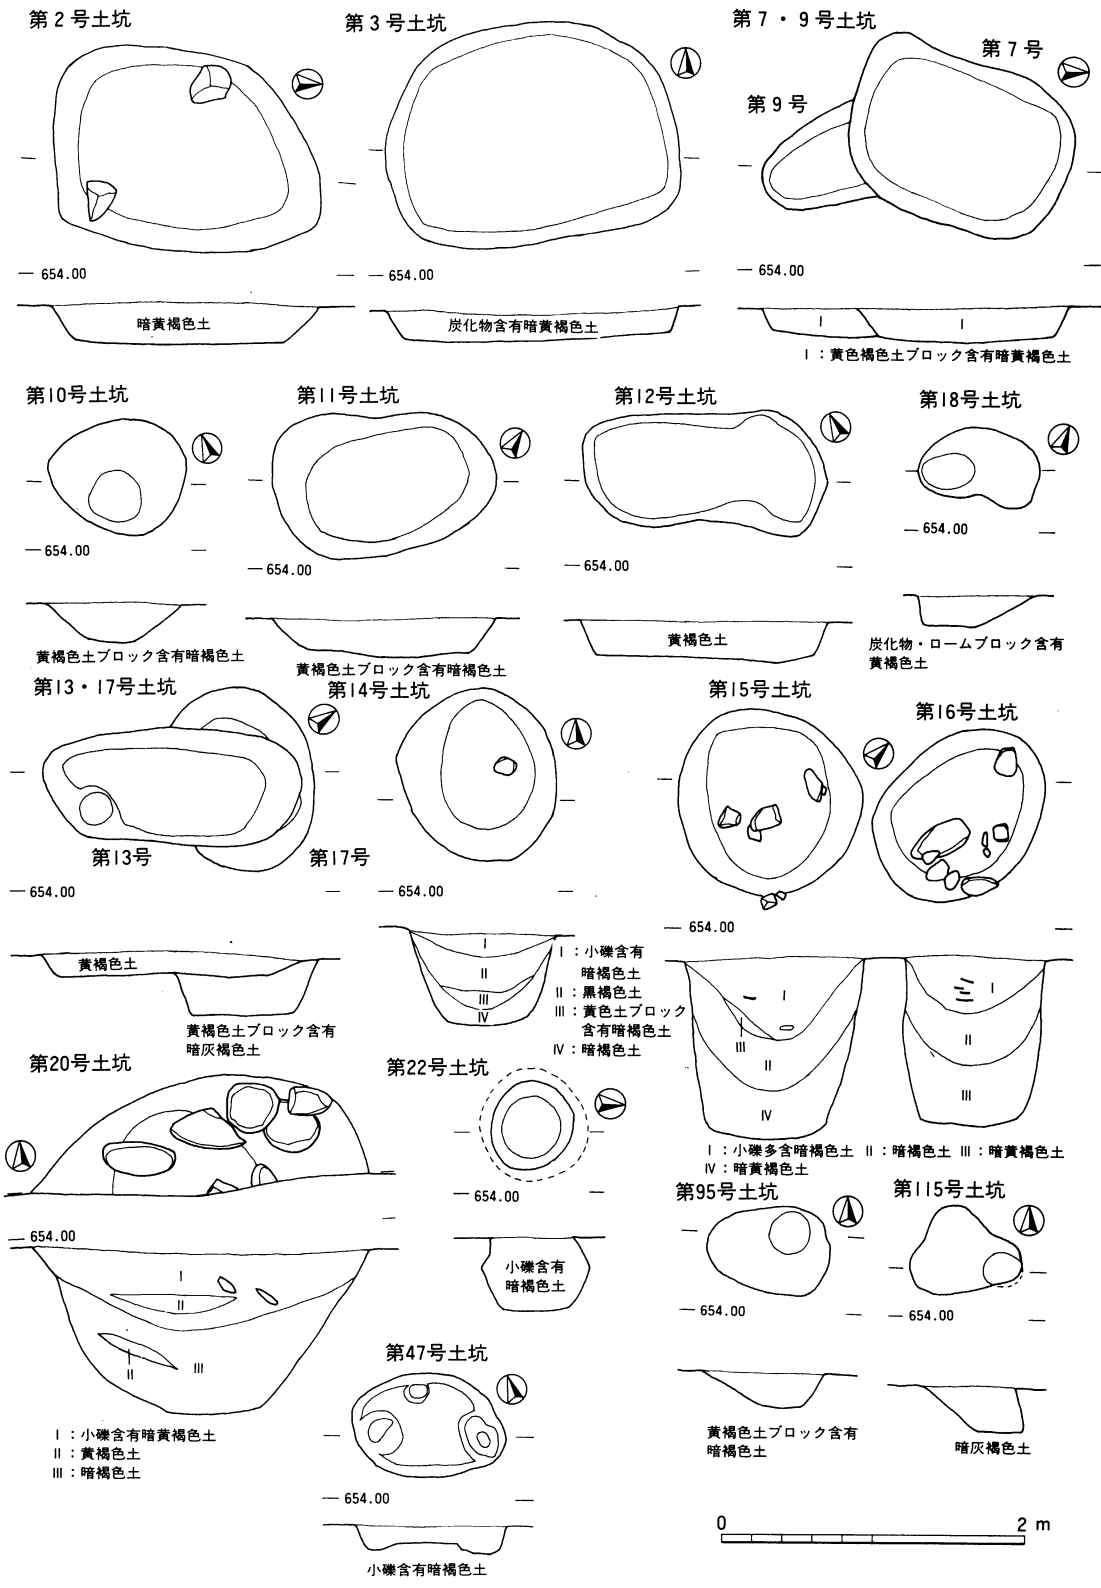 第2号土坑
第3号土坑
第7・9号土坑
第7号
第9号
654.00
654.00
654.00
暗黄褐色土
炭化物含有暗黄褐色土
I
I
I：黄色褐色土ブロック含有暗黄褐色土
第10号土坑
第11号土坑
第12号土坑
第18号土坑
654.00
654.00
654.00
654.00
黄褐色土ブロック含有暗褐色土
黄褐色土ブロック含有暗褐色土
黄褐色土
炭化物・ロームブロック含有
黄褐色土
第13・17号土坑
第14号土坑
第15号土坑
第16号土坑
第13号
第17号
654.00
654.00
654.00
黄褐色土
黄褐色土ブロック含有
暗灰褐色土
I
II
III
IV
I：小礫含有
暗褐色土
II：黒褐色土
III：黄色土ブロック
含有暗褐色土
IV：暗褐色土
I
III
II
IV
I
II
III
I：小礫多含暗褐色土 II：暗褐色土 III：暗黄褐色土
IV：暗黄褐色土
第20号土坑
第22号土坑
第95号土坑
第115号土坑
654.00
654.00
654.00
654.00
I
II
II
III
小礫含有
暗褐色土
I：小礫含有暗黄褐色土
II：黄褐色土
III：暗褐色土
第47号土坑
654.00
小礫含有暗褐色土
黄褐色土ブロック含有
暗褐色土
暗灰褐色土
0 2 m